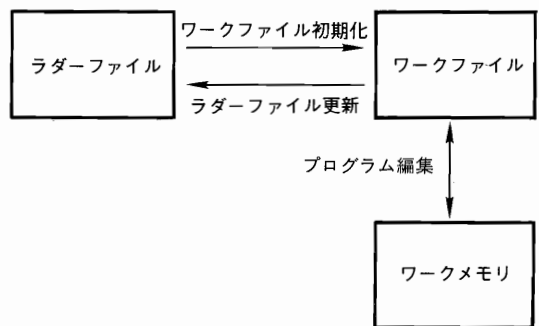 ワークファイル初期化
ラダーファイル
ワークファイル
ラダーファイル更新
プログラム編集
ワークメモリ